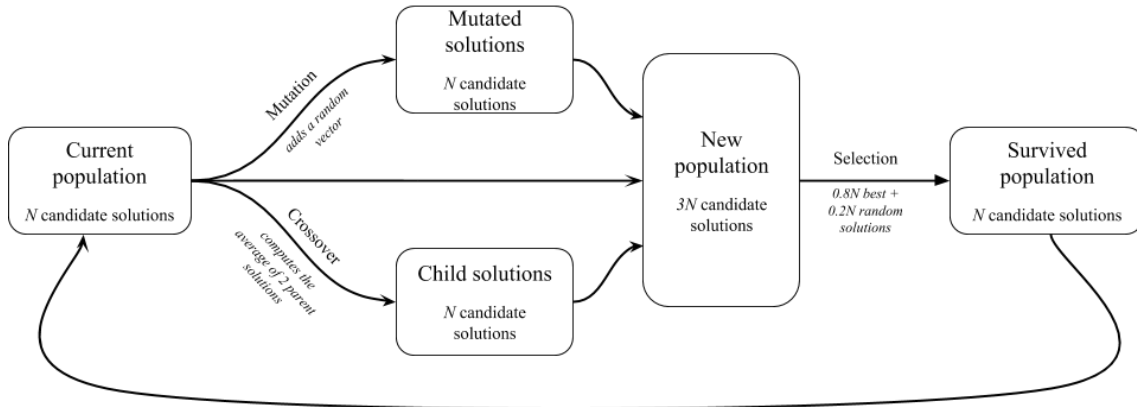 Current
population
N candidate solutions
Mutation
adds a random
vector
Crossover
computes the
average of 2 parent
solutions
Mutated
solutions
N candidate
solutions
Child solutions
N candidate
solutions
New
population
3N candidate
solutions
Selection
0.8N best +
0.2N random
solutions
Survived
population
N candidate solutions